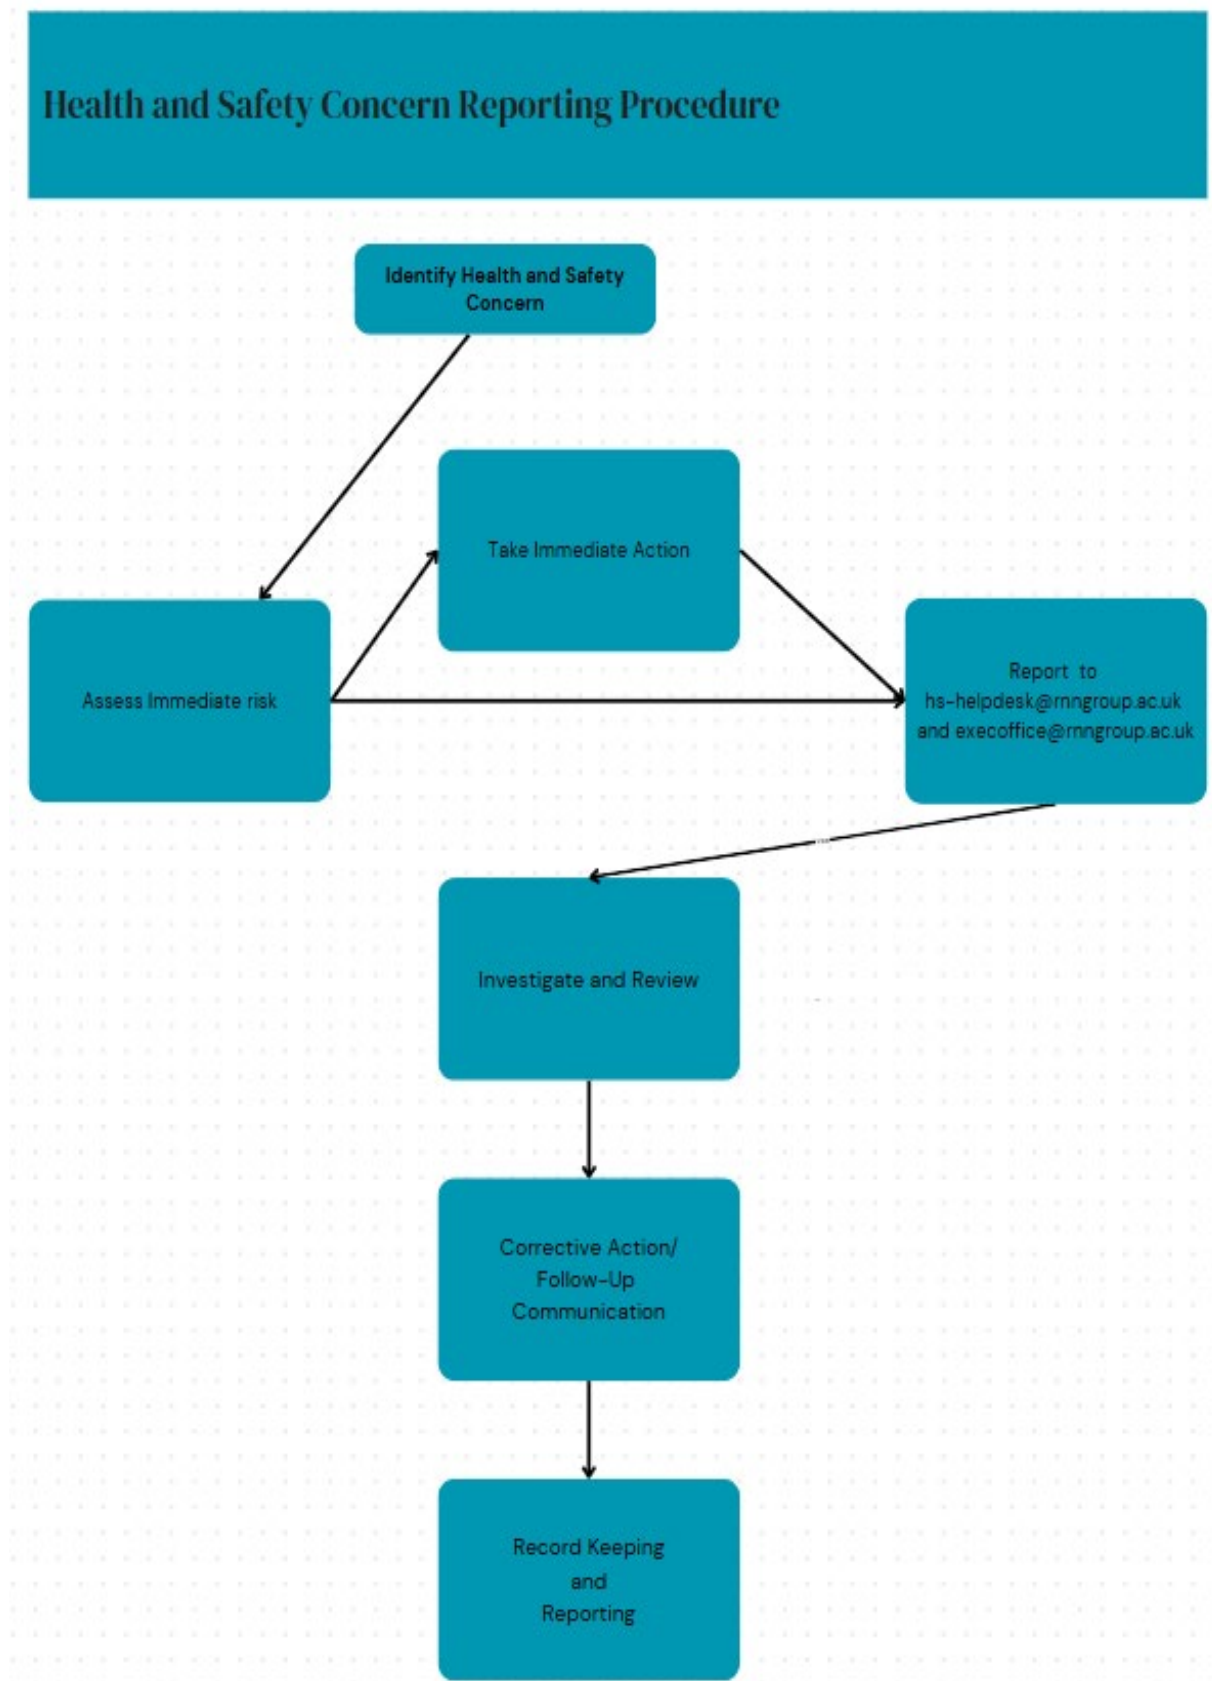 Health and Safety Concern Reporting Procedure
Identify Health and Safety
Concern
Take Immediate Action
Assess Immediate risk
Report to
hs-helpdesk@rnngroup.ac.uk
and execoffice@rnngroup.ac.uk
Investigate and Review
Corrective Action/
Follow-Up
Communication
Record Keeping
and
Reporting